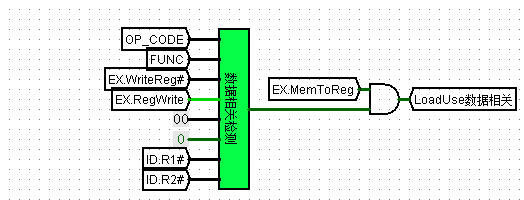 OP_CODE
FUNC
EX.WriteReg#
EX.RegWrite
00
0
ID.R1#
ID.R2#
数据相关检测
EX.MemToReg
LoadUse数据相关